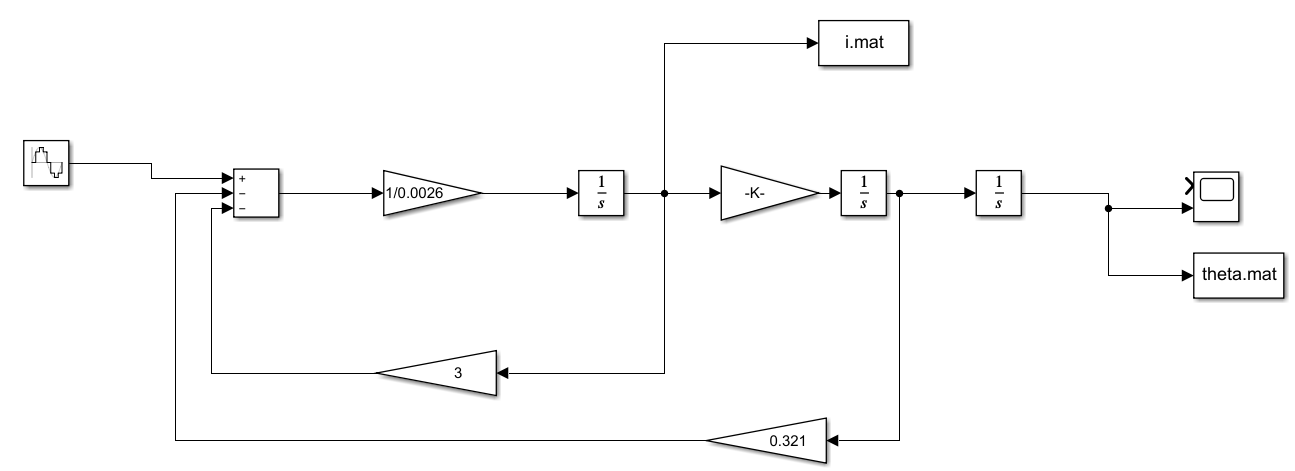 i.mat
+
−
−
1/0.0026
1
s
-K-
1
s
1
s
theta.mat
3
0.321